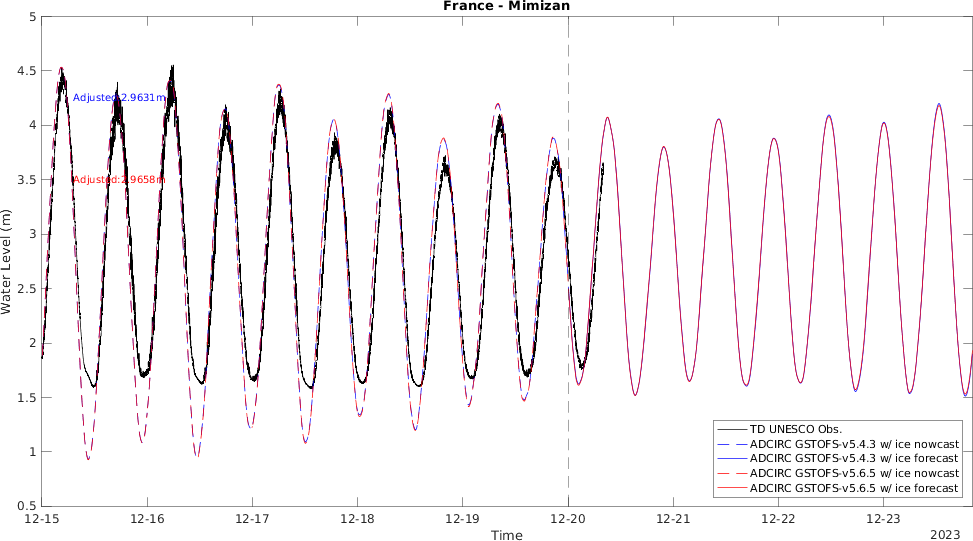 France - Mimizan
5
4.5
4
3.5
3
2.5
2
1.5
1
0.5
Water Level (m)
Adjusted:2.9631m
Adjusted:2.9658m
TD UNESCO Obs.
ADCIRC GSTOFS-v5.4.3 w/ ice nowcast
ADCIRC GSTOFS-v5.4.3 w/ ice forecast
ADCIRC GSTOFS-v5.6.5 w/ ice nowcast
ADCIRC GSTOFS-v5.6.5 w/ ice forecast
12-15 12-16 12-17 12-18 12-19 12-20 12-21 12-22 12-23
Time
2023